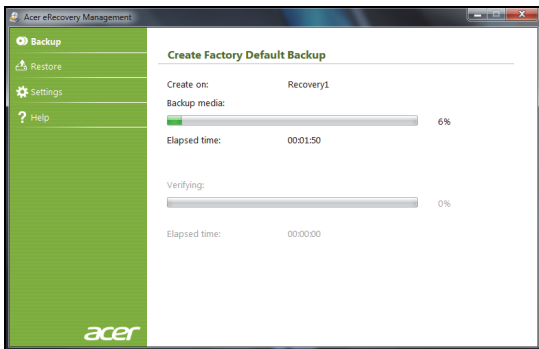 Acer eRecovery Management
Backup
Restore
Settings
? Help
acer
Create Factory Default Backup
Create on: Recovery1
Backup media:
6%
Elapsed time: 00:01:50
Verifying:
0%
Elapsed time: 00:00:00